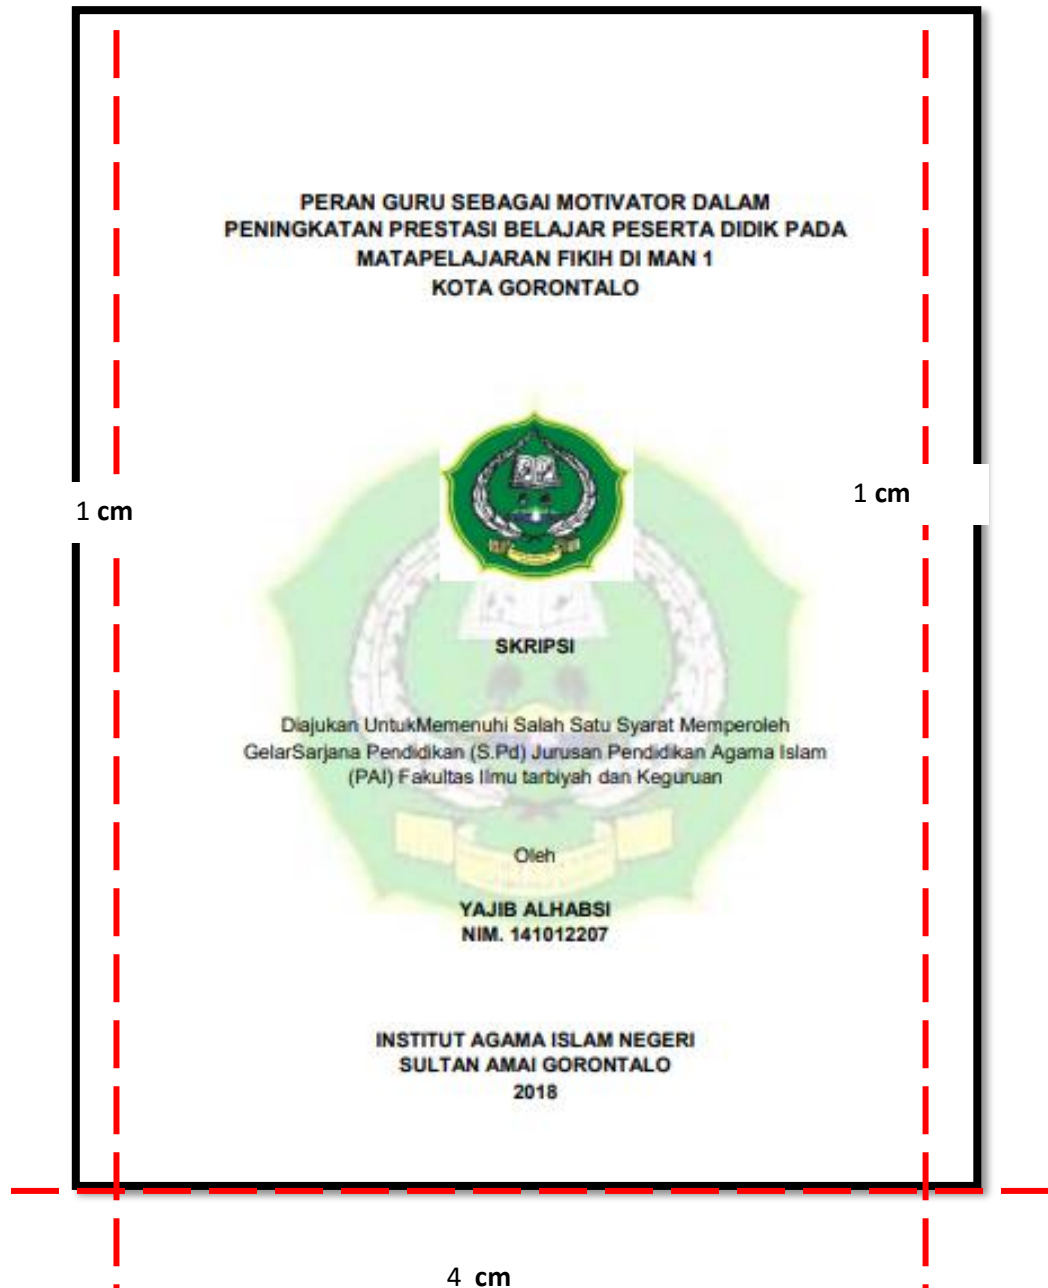 PERAN GURU SEBAGAI MOTIVATOR DALAM
PENINGKATAN PRESTASI BELAJAR PESERTA DIDIK PADA
MATAPELAJARAN FIKIH DI MAN 1
KOTA GORONTALO
1 cm
1 cm
SKRIPSI
Diajukan UntukMemenuhi Salah Satu Syarat Memperoleh
GelarSarjana Pendidikan (S.Pd) Jurusan Pendidikan Agama Islam
(PAI) Fakultas Ilmu tarbiyah dan Keguruan
Oleh
YAJIB ALHABSI
NIM. 141012207
INSTITUT AGAMA ISLAM NEGERI
SULTAN AMAI GORONTALO
2018
4 cm